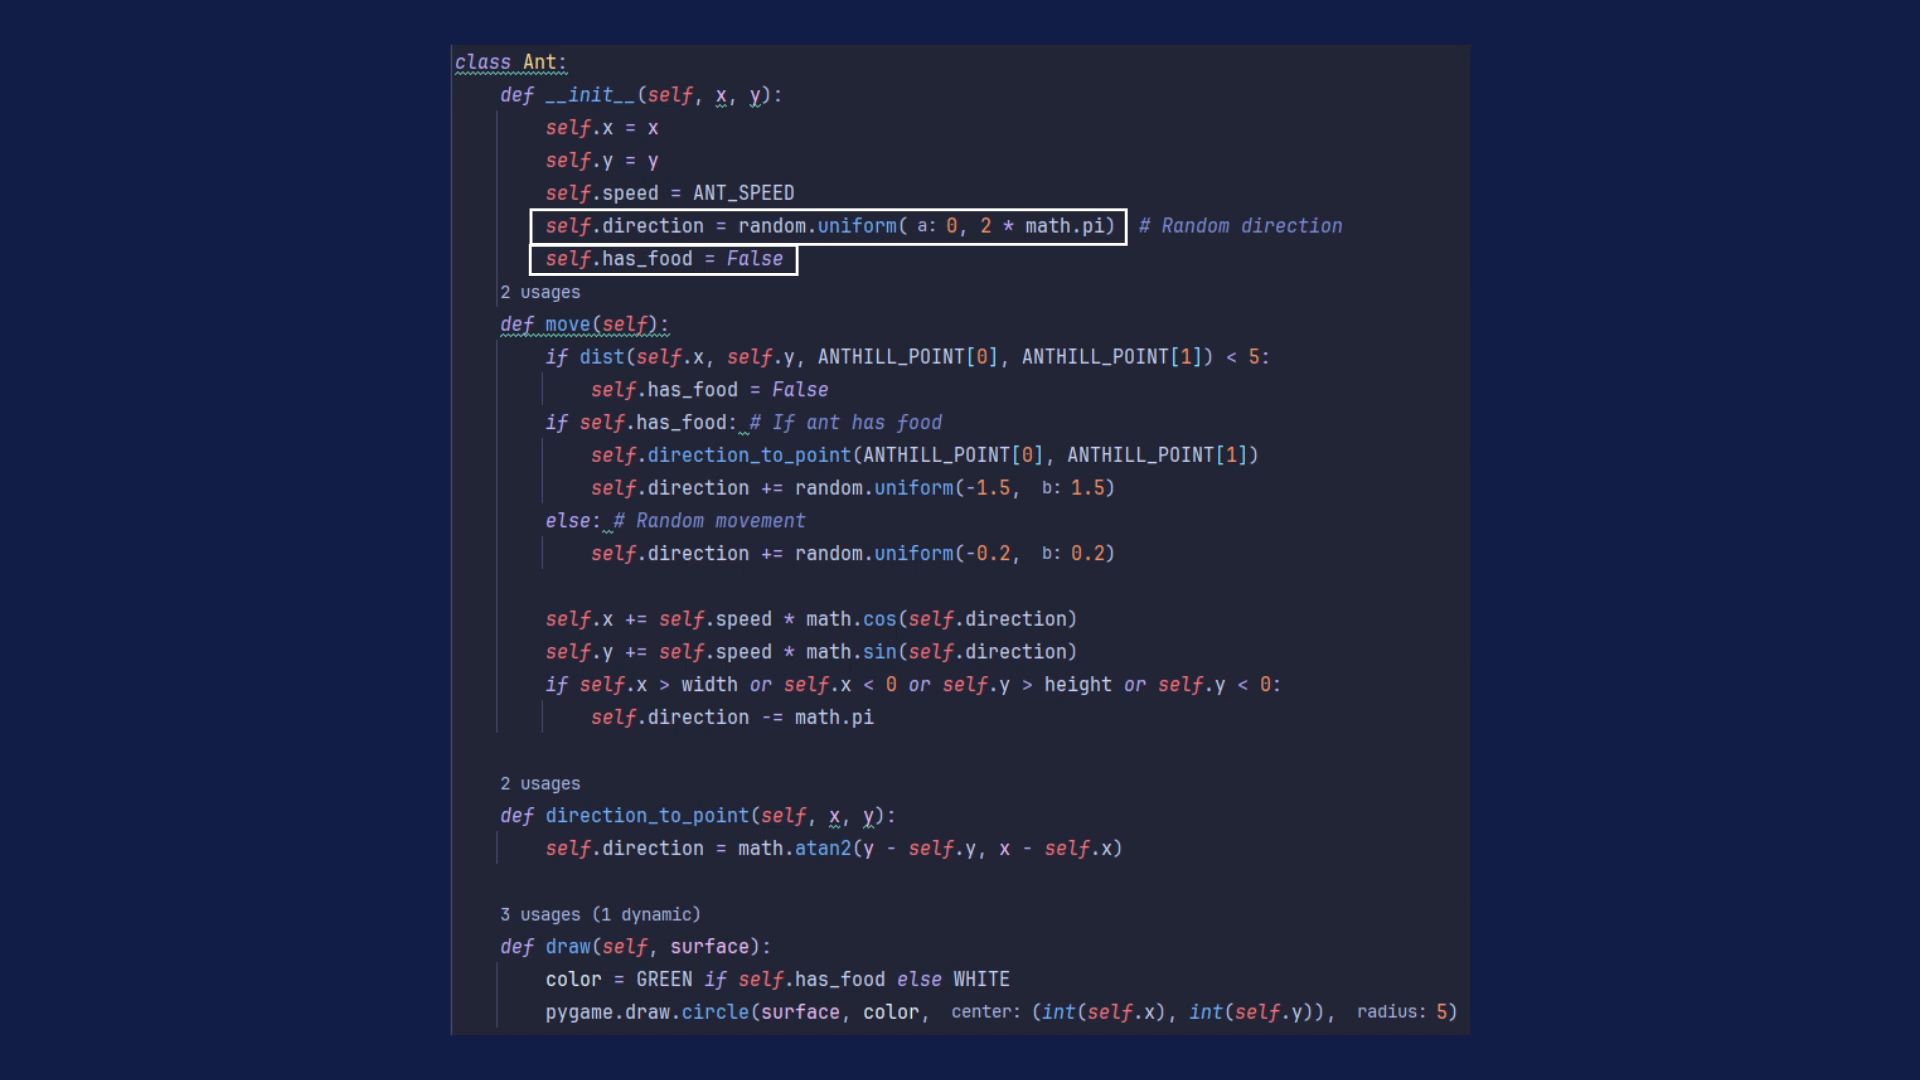 class Ant:
    def __init__(self, x, y):
        self.x = x
        self.y = y
        self.speed = ANT_SPEED
        self.direction = random.uniform( a: 0, 2 * math.pi)  # Random direction
        self.has_food = False
    2 usages
    def move(self):
        if dist(self.x, self.y, ANTHILL_POINT[0], ANTHILL_POINT[1]) < 5:
            self.has_food = False
        if self.has_food: # If ant has food
            self.direction_to_point(ANTHILL_POINT[0], ANTHILL_POINT[1])
            self.direction += random.uniform(-1.5,  b: 1.5)
        else: # Random movement
            self.direction += random.uniform(-0.2,  b: 0.2)
        self.x += self.speed * math.cos(self.direction)
        self.y += self.speed * math.sin(self.direction)
        if self.x > width or self.x < 0 or self.y > height or self.y < 0:
            self.direction -= math.pi
    2 usages
    def direction_to_point(self, x, y):
        self.direction = math.atan2(y - self.y, x - self.x)
    3 usages (1 dynamic)
    def draw(self, surface):
        color = GREEN if self.has_food else WHITE
        pygame.draw.circle(surface, color,  center: (int(self.x), int(self.y)),  radius: 5)